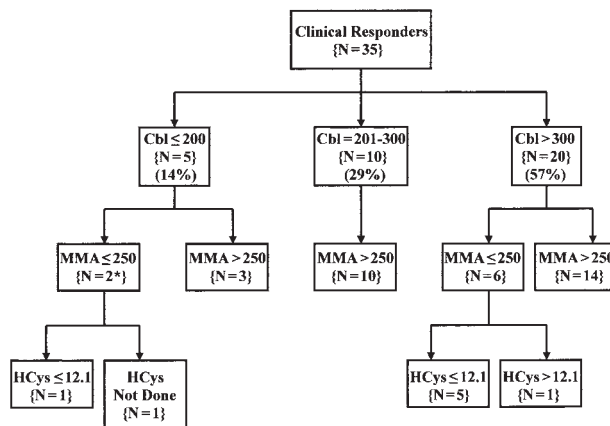 Clinical Responders
{N=35}
Cbl ≤ 200
{N=5}
(14%)
Cbl = 201-300
{N=10}
(29%)
Cbl > 300
{N=20}
(57%)
MMA ≤ 250
{N=2*}
MMA > 250
{N=3}
MMA > 250
{N=10}
MMA ≤ 250
{N=6}
MMA > 250
{N=14}
HCys ≤ 12.1
{N=1}
HCys
Not Done
{N=1}
HCys ≤ 12.1
{N=5}
HCys > 12.1
{N=1}